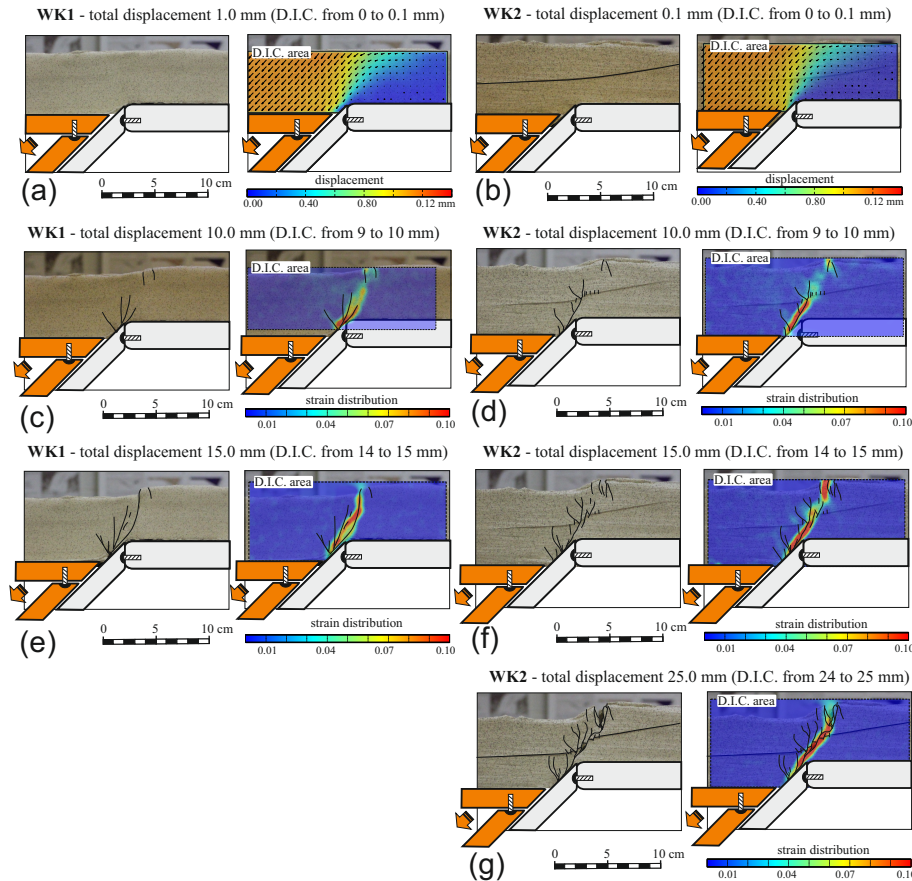 WK1 - total displacement 1.0 mm (D.I.C. from 0 to 0.1 mm)
D.I.C. area
(a)
0 5 10 cm
displacement
0.00 0.40 0.80 0.12 mm
WK2 - total displacement 0.1 mm (D.I.C. from 0 to 0.1 mm)
D.I.C. area
(b)
0 5 10 cm
displacement
0.00 0.40 0.80 0.12 mm
WK1 - total displacement 10.0 mm (D.I.C. from 9 to 10 mm)
D.I.C. area
(c)
0 5 10 cm
strain distribution
0.01 0.04 0.07 0.10
WK2 - total displacement 10.0 mm (D.I.C. from 9 to 10 mm)
D.I.C. area
(d)
0 5 10 cm
strain distribution
0.01 0.04 0.07 0.10
WK1 - total displacement 15.0 mm (D.I.C. from 14 to 15 mm)
D.I.C. area
(e)
0 5 10 cm
strain distribution
0.01 0.04 0.07 0.10
WK2 - total displacement 15.0 mm (D.I.C. from 14 to 15 mm)
D.I.C. area
(f)
0 5 10 cm
strain distribution
0.01 0.04 0.07 0.10
WK2 - total displacement 25.0 mm (D.I.C. from 24 to 25 mm)
D.I.C. area
(g)
0 5 10 cm
strain distribution
0.01 0.04 0.07 0.10